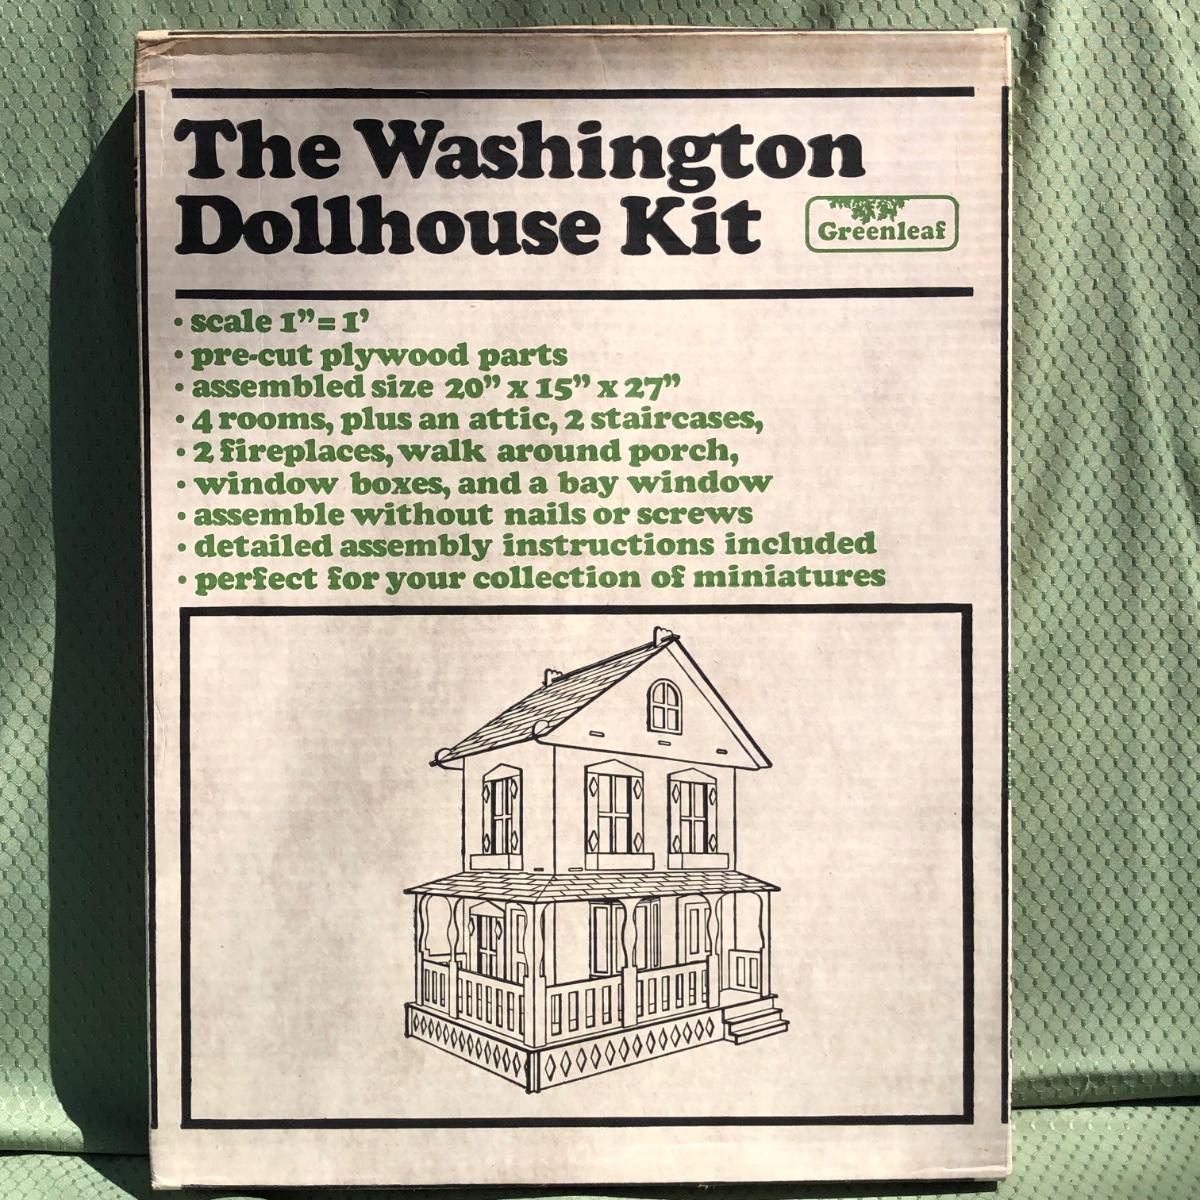 The Washington
Dollhouse Kit
Greenleaf
• scale 1”= 1’
• pre-cut plywood parts
• assembled size 20” x 15” x 27”
• 4 rooms, plus an attic, 2 staircases,
• 2 fireplaces, walk around porch,
• window boxes, and a bay window
• assemble without nails or screws
• detailed assembly instructions included
• perfect for your collection of miniatures